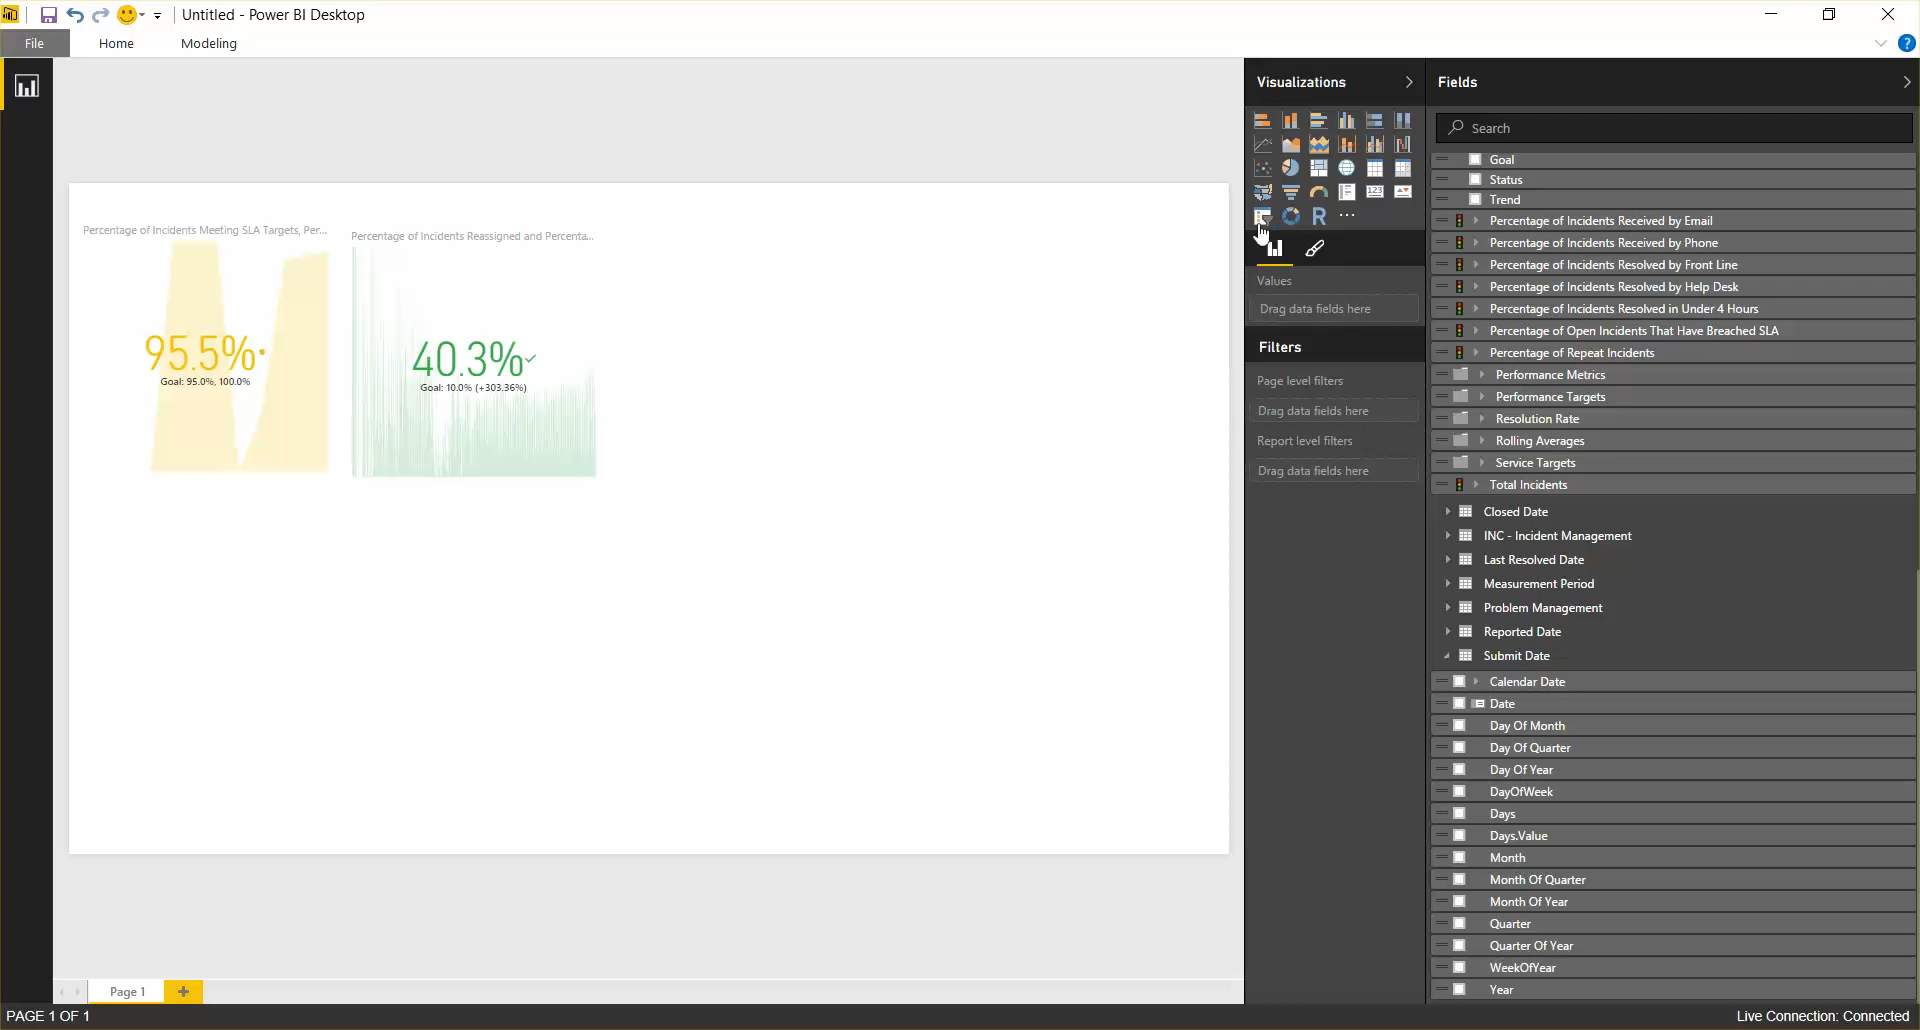 Untitled - Power BI Desktop
File
Home
Modeling
?
Percentage of Incidents Meeting SLA Targets, Per...
95.5%
Goal: 95.0%, 100.0%
Percentage of Incidents Reassigned and Percenta...
40.3%
Goal: 10.0% (+303.36%)
Page 1
PAGE 1 OF 1
Visualizations
123
R
...
Values
Drag data fields here
Filters
Page level filters
Drag data fields here
Report level filters
Drag data fields here
Fields
Search
Goal
Status
Trend
Percentage of Incidents Received by Email
Percentage of Incidents Received by Phone
Percentage of Incidents Resolved by Front Line
Percentage of Incidents Resolved by Help Desk
Percentage of Incidents Resolved in Under 4 Hours
Percentage of Open Incidents That Have Breached SLA
Percentage of Repeat Incidents
Performance Metrics
Performance Targets
Resolution Rate
Rolling Averages
Service Targets
Total Incidents
Closed Date
INC - Incident Management
Last Resolved Date
Measurement Period
Problem Management
Reported Date
Submit Date
Calendar Date
Date
Day Of Month
Day Of Quarter
Day Of Year
DayOfWeek
Days
Days.Value
Month
Month Of Quarter
Month Of Year
Quarter
Quarter Of Year
WeekOfYear
Year
Live Connection: Connected